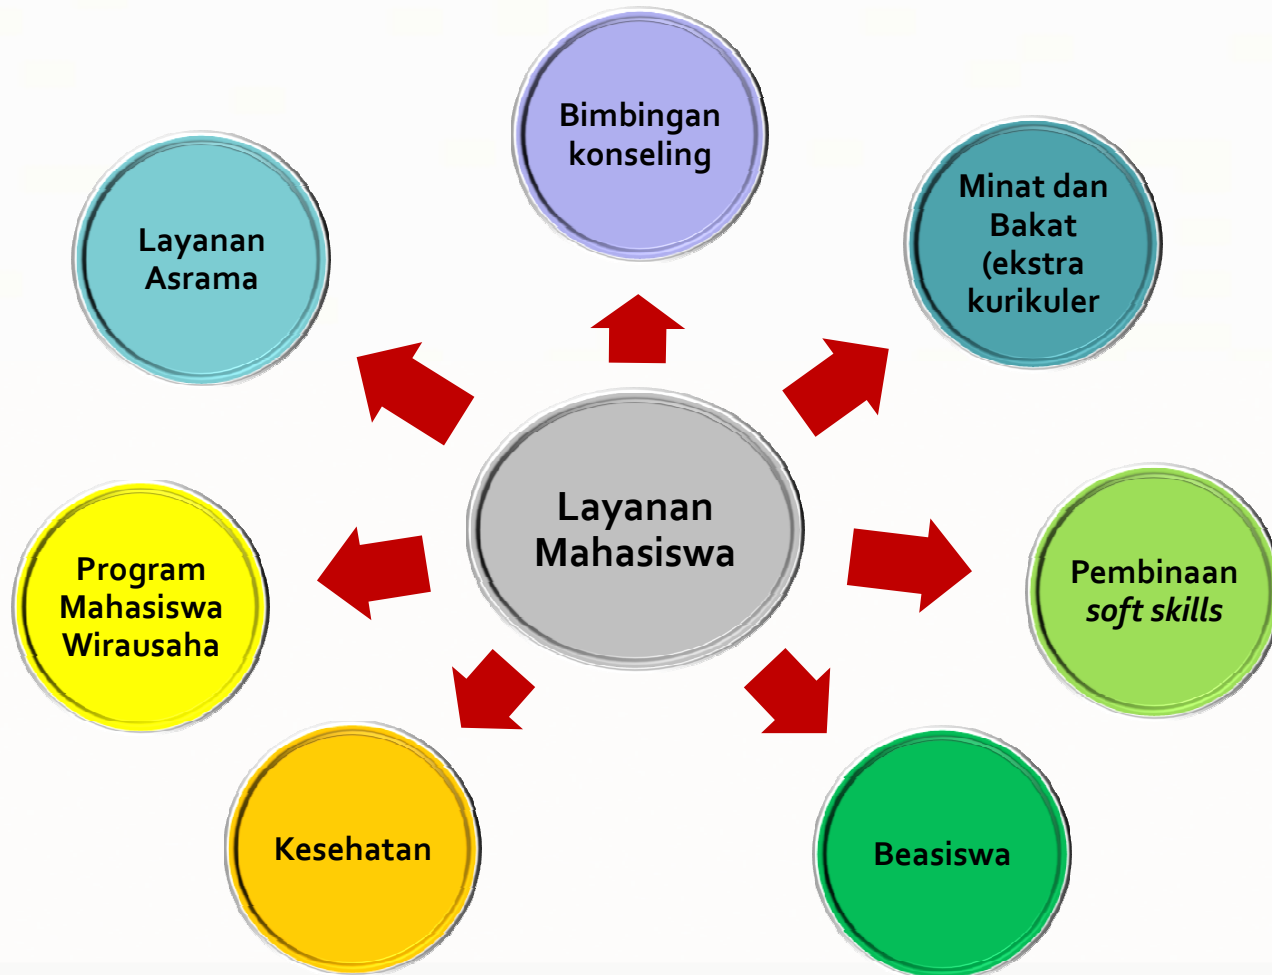 Bimbingan
konseling
Minat dan
Bakat
(ekstra
kurikuler
Layanan
Asrama
Layanan
Mahasiswa
Pembinaan
soft skills
Program
Mahasiswa
Wirausaha
Kesehatan
Beasiswa